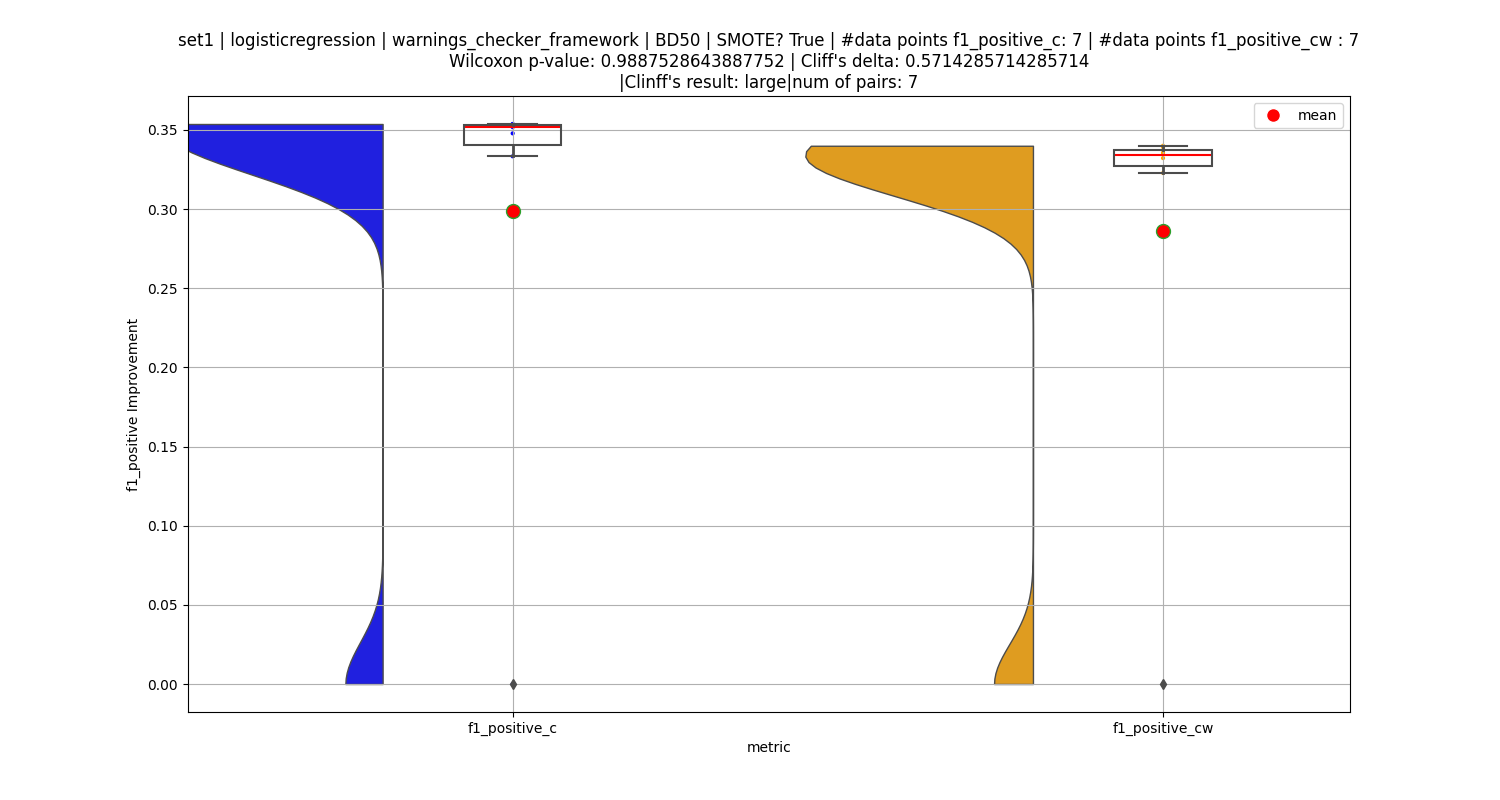 set1 | logisticregression | warnings_checker_framework | BD50 | SMOTE? True | #data points f1_positive_c: 7 | #data points f1_positive_cw : 7
Wilcoxon p-value: 0.9887528643887752 | Cliff's delta: 0.5714285714285714
|Clinff's result: large|num of pairs: 7
mean
0.35
0.30
0.25
0.20
0.15
0.10
0.05
0.00
f1_positive Improvement
f1_positive_c
f1_positive_cw
metric